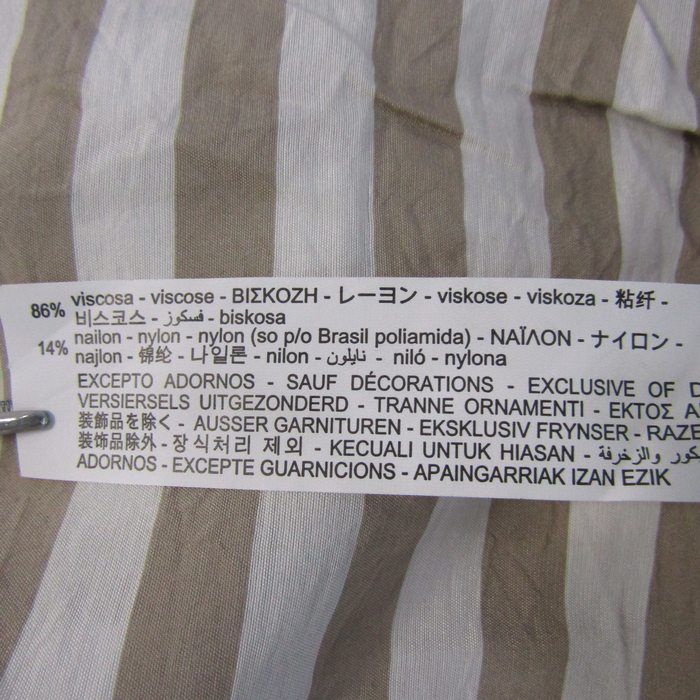 86% viscosa - viscose - ΒΙΣΚΟΖΗ - レーヨン - viskose - viskoza - 粘纤 -
비스코스 - فسكوز - biskosa
14% nailon - nylon - nylon (so p/o Brasil poliamida) - ΝΑΪΛΟΝ - ナイロン -
najlon - 锦纶 - 나일론 - nilon - نايلون - niló - nylona
EXCEPTO ADORNOS - SAUF DÉCORATIONS - EXCLUSIVE OF D
VERSIERSELS UITGEZONDERD - TRANNE ORNAMENTI - ΕΚΤΟΣ Α
装飾品を除く - AUSSER GARNITUREN - EKSKLUSIV FRYNSER - RAZE
装饰品除外 - 장식처리 제외 - KECUALI UNTUK HIASAN - سكور والزخرفة
ADORNOS - EXCEPTE GUARNICIONS - APAINGARRIAK IZAN EZIK